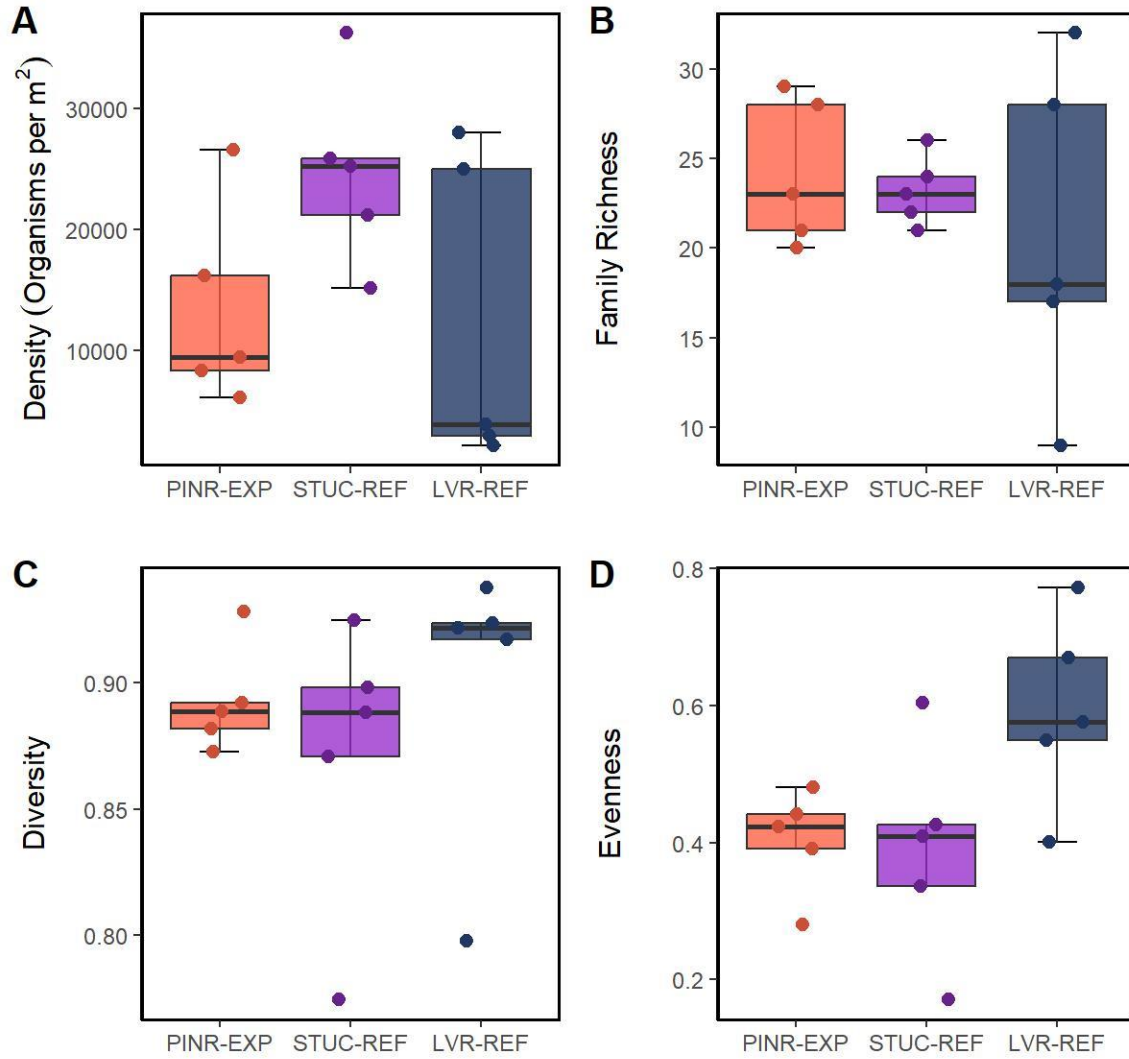 A
Density (Organisms per m²)
30000
20000
10000
PINR-EXP STUC-REF LVR-REF
B
Family Richness
30
25
20
15
10
PINR-EXP STUC-REF LVR-REF
C
Diversity
0.90
0.85
0.80
PINR-EXP STUC-REF LVR-REF
D
Evenness
0.8
0.6
0.4
0.2
PINR-EXP STUC-REF LVR-REF